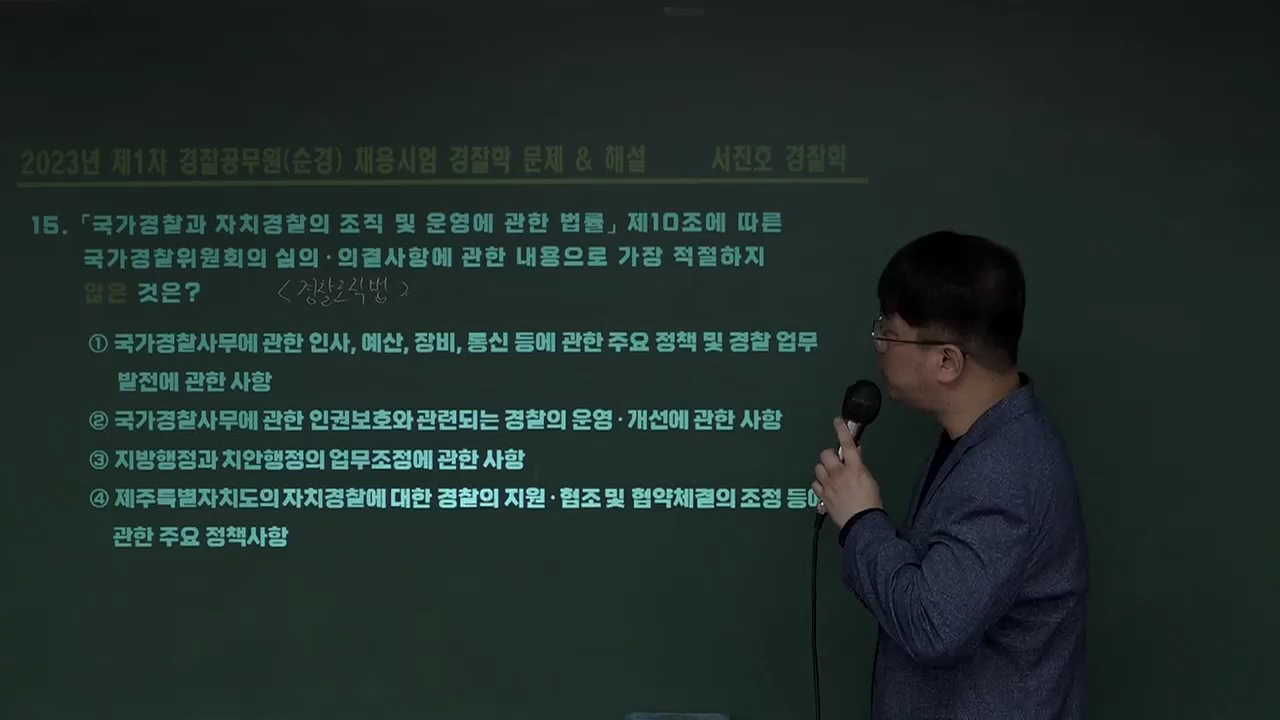 2023년 제1차 경찰공무원(순경) 채용시험 경찰학 문제 & 해설 서진호 경찰학
15. 「국가경찰과 자치경찰의 조직 및 운영에 관한 법률」 제10조에 따른
국가경찰위원회의 심의·의결사항에 관한 내용으로 가장 적절하지
않은 것은? <경찰조직법>
① 국가경찰사무에 관한 인사, 예산, 장비, 통신 등에 관한 주요 정책 및 경찰 업무
발전에 관한 사항
② 국가경찰사무에 관한 인권보호와 관련되는 경찰의 운영·개선에 관한 사항
③ 지방행정과 치안행정의 업무조정에 관한 사항
④ 제주특별자치도의 자치경찰에 대한 경찰의 지원·협조 및 협약체결의 조정 등에
관한 주요 정책사항